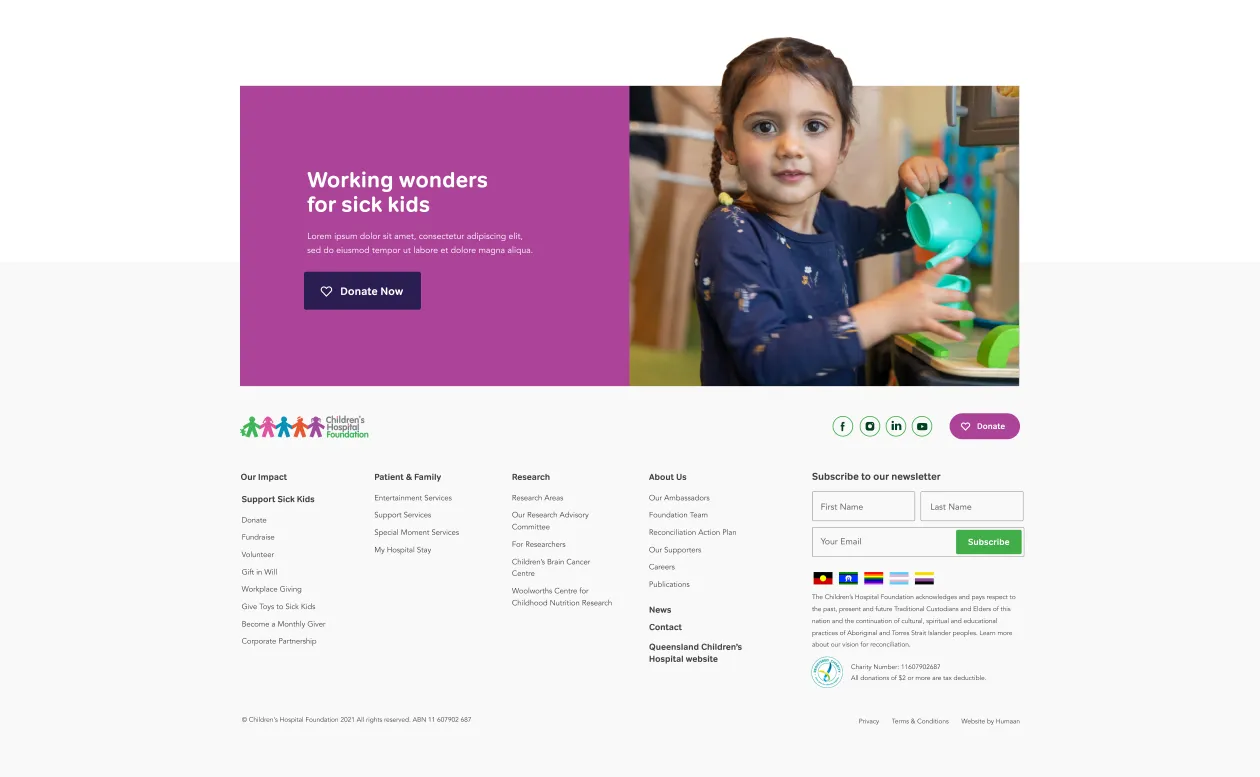 Working wonders
for sick kids
Lorem ipsum dolor sit amet, consectetur adipiscing elit,
sed do eiusmod tempor ut labore et dolore magna aliqua.
Donate Now
Children's
Hospital
Foundation
Donate
Our Impact
Support Sick Kids
Donate
Fundraise
Volunteer
Gift in Will
Workplace Giving
Give Toys to Sick Kids
Become a Monthly Giver
Corporate Partnership
Patient & Family
Entertainment Services
Support Services
Special Moment Services
My Hospital Stay
Research
Research Areas
Our Research Advisory
Committee
For Researchers
Children's Brain Cancer
Centre
Woolworths Centre for
Childhood Nutrition Research
About Us
Our Ambassadors
Foundation Team
Reconciliation Action Plan
Our Supporters
Careers
Publications
News
Contact
Queensland Children's
Hospital website
Subscribe to our newsletter
First Name
Last Name
Your Email
Subscribe
The Children's Hospital Foundation acknowledges and pays respect to
the past, present and future Traditional Custodians and Elders of this
nation and the continuation of cultural, spiritual and educational
practices of Aboriginal and Torres Strait Islander peoples. Learn more
about our vision for reconciliation.
Charity Number: 11607902687
All donations of $2 or more are tax deductible.
© Children's Hospital Foundation 2021 All rights reserved. ABN 11 607902 687
Privacy
Terms & Conditions
Website by Humaan